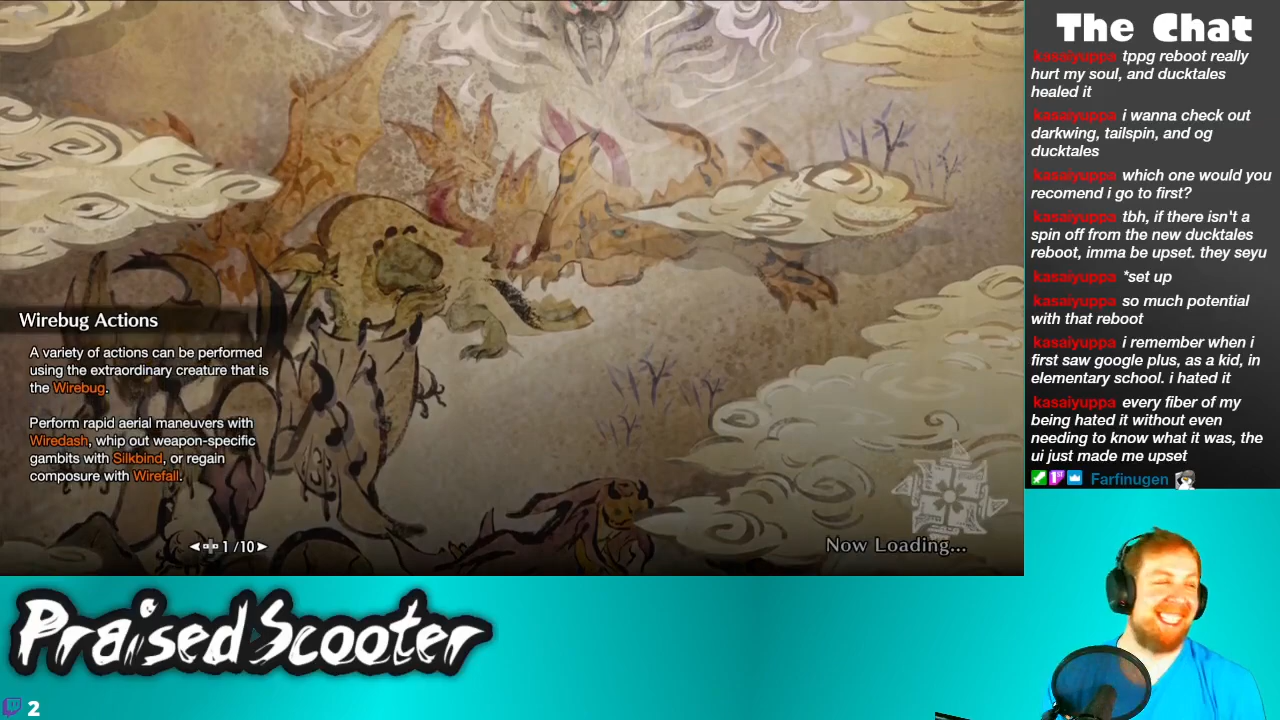 Wirebug Actions
A variety of actions can be performed
using the extraordinary creature that is
the Wirebug.
Perform rapid aerial maneuvers with
Wiredash, whip out weapon-specific
gambits with Silkbind, or regain
composure with Wirefall.
1 /10
Now Loading...
The Chat
kasaiyuppa tppg reboot really
hurt my soul, and ducktales
healed it
kasaiyuppa i wanna check out
darkwing, tailspin, and og
ducktales
kasaiyuppa which one would you
recomend i go to first?
kasaiyuppa tbh, if there isn't a
spin off from the new ducktales
reboot, imma be upset. they seyu
kasaiyuppa *set up
kasaiyuppa so much potential
with that reboot
kasaiyuppa i remember when i
first saw google plus, as a kid, in
elementary school. i hated it
kasaiyuppa every fiber of my
being hated it without even
needing to know what it was, the
ui just made me upset
Farfinugen
Praised Scooter
2